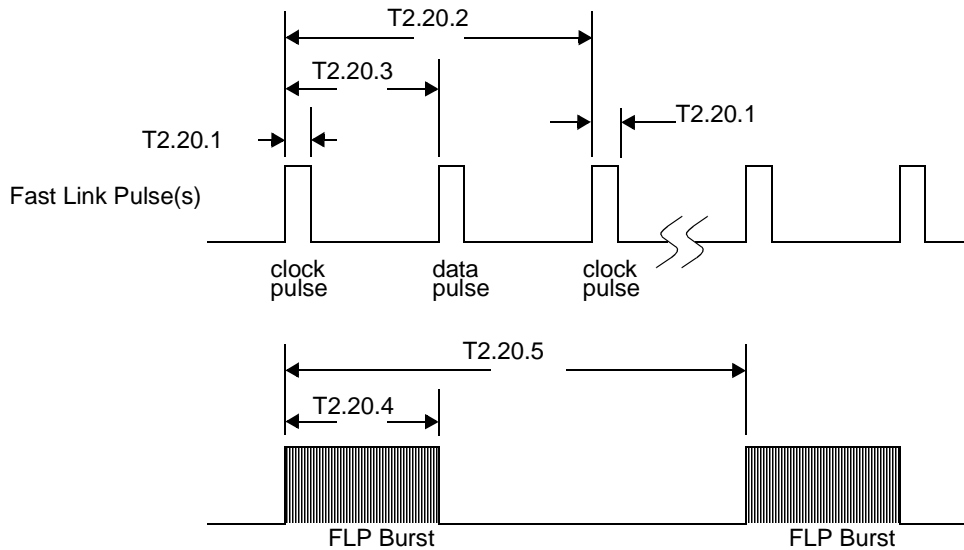 T2.20.2
T2.20.3
T2.20.1
T2.20.1
Fast Link Pulse(s)
clock
pulse
data
pulse
clock
pulse
T2.20.5
T2.20.4
FLP Burst
FLP Burst